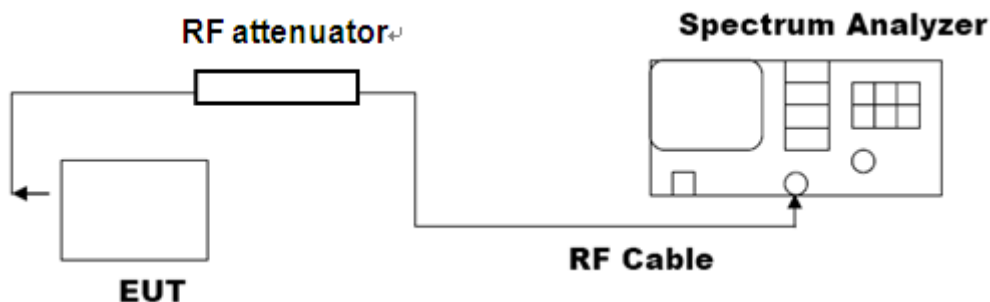 RF attenuator↵
Spectrum Analyzer
RF Cable
EUT